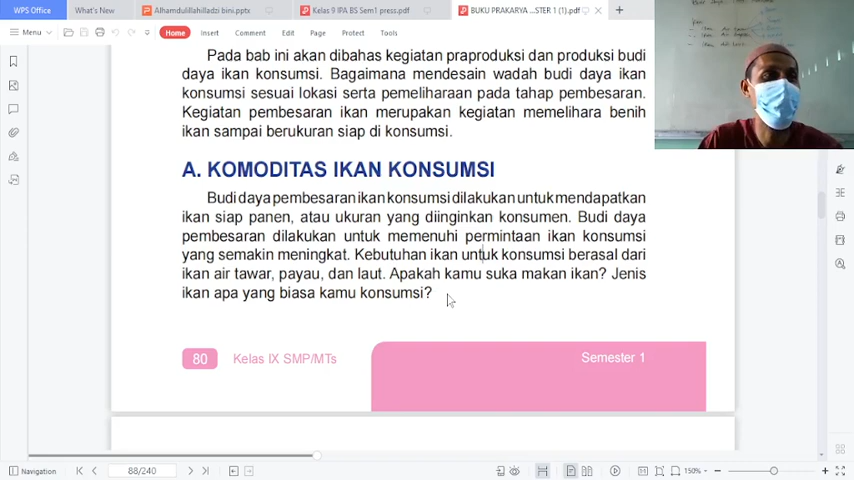 WPS Office
What's New
Alhamdulillahilladzi bini.pptx
Kelas 9 IPA BS Sem1 press.pdf
BUKU PRAKARYA ...STER 1 (1).pdf
Menu
Home
Insert
Comment
Edit
Page
Protect
Tools
Pada bab ini akan dibahas kegiatan praproduksi dan produksi budi
daya ikan konsumsi. Bagaimana mendesain wadah budi daya ikan
konsumsi sesuai lokasi serta pemeliharaan pada tahap pembesaran.
Kegiatan pembesaran ikan merupakan kegiatan memelihara benih
ikan sampai berukuran siap di konsumsi.
A. KOMODITAS IKAN KONSUMSI
Budi daya pembesaran ikan konsumsi dilakukan untuk mendapatkan
ikan siap panen, atau ukuran yang diinginkan konsumen. Budi daya
pembesaran dilakukan untuk memenuhi permintaan ikan konsumsi
yang semakin meningkat. Kebutuhan ikan untuk konsumsi berasal dari
ikan air tawar, payau, dan laut. Apakah kamu suka makan ikan? Jenis
ikan apa yang biasa kamu konsumsi?
80
Kelas IX SMP/MTs
Semester 1
Navigation
88/240
150%